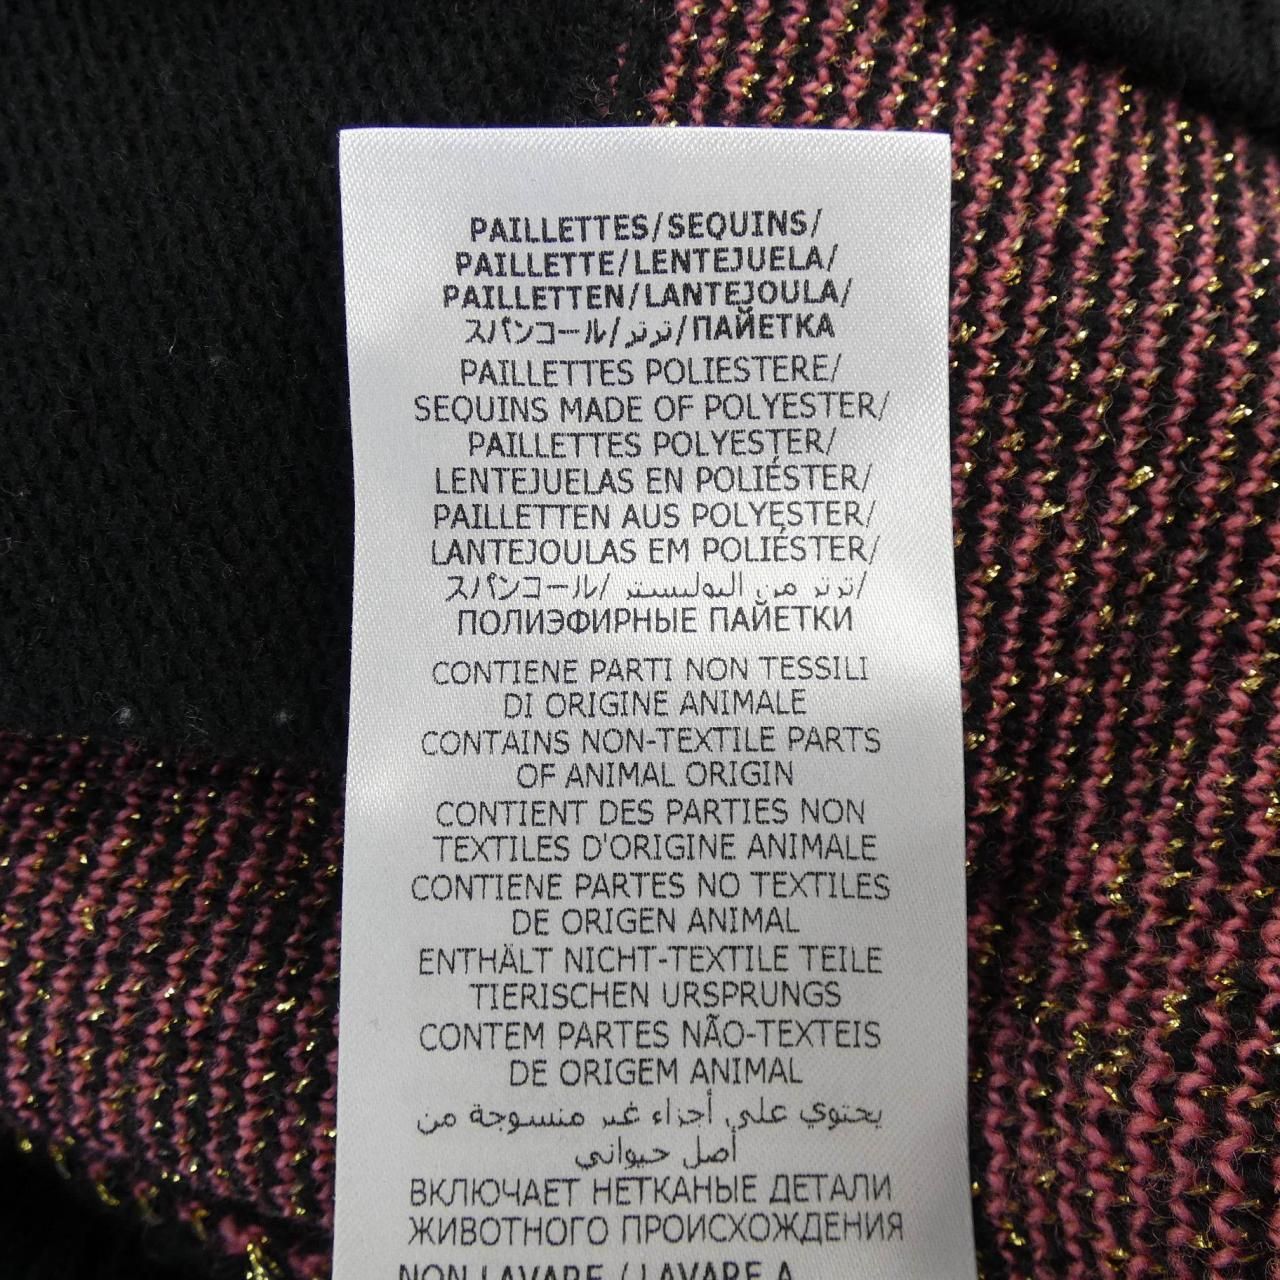 PAILLETTES/SEQUINS/
PAILLETTE/LENTEJUELA/
PAILLETTEN/LANTEJOULA/
スパンコール/ترتر/ПАЙЕТКА
PAILLETTES POLIESTERE/
SEQUINS MADE OF POLYESTER/
PAILLETTES POLYESTER/
LENTEJUELAS EN POLIÉSTER/
PAILLETTEN AUS POLYESTER/
LANTEJOULAS EM POLIÉSTER/
スパンコール/ترتر من البوليستر/
ПОЛИЭФИРНЫЕ ПАЙЕТКИ
CONTIENE PARTI NON TESSILI
DI ORIGINE ANIMALE
CONTAINS NON-TEXTILE PARTS
OF ANIMAL ORIGIN
CONTIENT DES PARTIES NON
TEXTILES D'ORIGINE ANIMALE
CONTIENE PARTES NO TEXTILES
DE ORIGEN ANIMAL
ENTHÄLT NICHT-TEXTILE TEILE
TIERISCHEN URSPRUNGS
CONTEM PARTES NÃO-TEXTEIS
DE ORIGEM ANIMAL
يحتوي على أجزاء غير منسوجة من
أصل حيواني
ВКЛЮЧАЕТ НЕТКАНЫЕ ДЕТАЛИ
ЖИВОТНОГО ПРОИСХОЖДЕНИЯ
NON LAVARE / LAVARE A